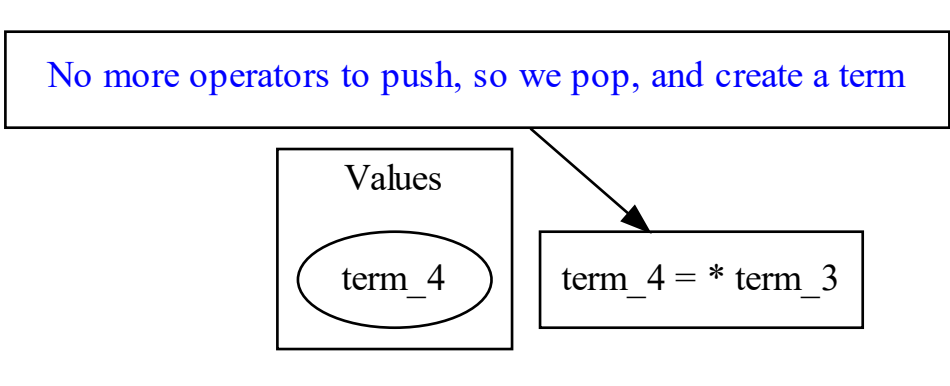 No more operators to push, so we pop, and create a term
Values
term_4
term_4 = * term_3